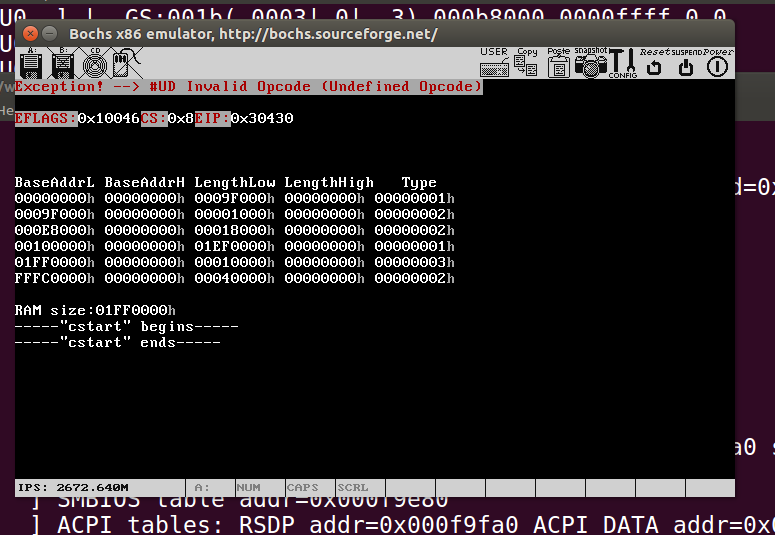 U0  ] |  GS:001b( 0003| 0|  3) 000b8000 0000ffff 0 0
Bochs x86 emulator, http://bochs.sourceforge.net/
A: B: CD USER Copy Paste snapshot CONFIG Reset SUSPEND Power
Exception! --> #UD Invalid Opcode (Undefined Opcode)
He
EFLAGS:0x10046CS:0x8EIP:0x30430
BaseAddrL BaseAddrH LengthLow LengthHigh   Type
d=0x
00000000h 00000000h 0009F000h 00000000h 00000001h
0009F000h 00000000h 00001000h 00000000h 00000002h
000E8000h 00000000h 00018000h 00000000h 00000002h
00100000h 00000000h 01EF0000h 00000000h 00000001h
01FF0000h 00000000h 00010000h 00000000h 00000003h
FFFC0000h 00000000h 00040000h 00000000h 00000002h
RAM size:01FF0000h
-----"cstart" begins-----
-----"cstart" ends-----
a0 s
IPS: 2672.640M A: NUM CAPS SCRL
] SMBIOS table addr=0x000f9e80
] ACPI tables: RSDP addr=0x000f9fa0 ACPI DATA addr=0x0